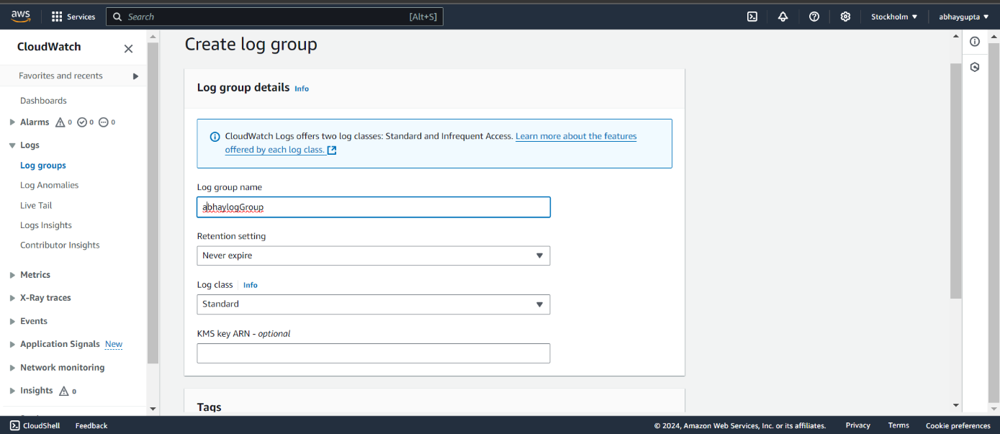 aws
Services
Search
[Alt+S]
Stockholm
abhaygupta
CloudWatch
Favorites and recents
Dashboards
Alarms 0 0 0
Logs
Log groups
Log Anomalies
Live Tail
Logs Insights
Contributor Insights
Metrics
X-Ray traces
Events
Application Signals New
Network monitoring
Insights 0
Create log group
Log group details Info
CloudWatch Logs offers two log classes: Standard and Infrequent Access. Learn more about the features
offered by each log class.
Log group name
abhaylogGroup
Retention setting
Never expire
Log class Info
Standard
KMS key ARN - optional
Tags
CloudShell
Feedback
© 2024, Amazon Web Services, Inc. or its affiliates.
Privacy
Terms
Cookie preferences